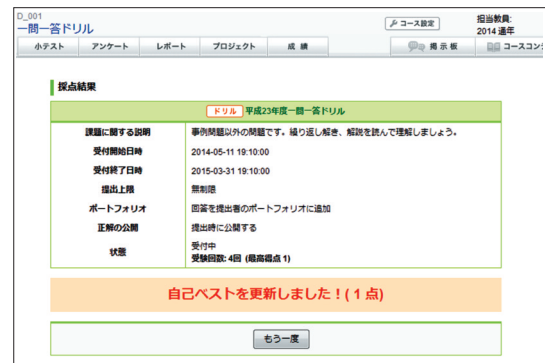 D_001
一問一答ドリル
コース設定
担当教員:
2014 通年
小テスト アンケート レポート プロジェクト 成績 掲示板 コースコンテ
採点結果
ドリル 平成23年度一問一答ドリル
課題に関する説明 事例問題以外の問題です。繰り返し解き、解説を読んで理解しましょう。
受付開始日時 2014-05-11 19:10:00
受付終了日時 2015-03-31 19:10:00
提出上限 無制限
ポートフォリオ 回答を提出者のポートフォリオに追加
正解の公開 提出時に公開する
状態 受付中
受験回数: 4回 (最高得点 1)
自己ベストを更新しました！( 1 点)
もう一度